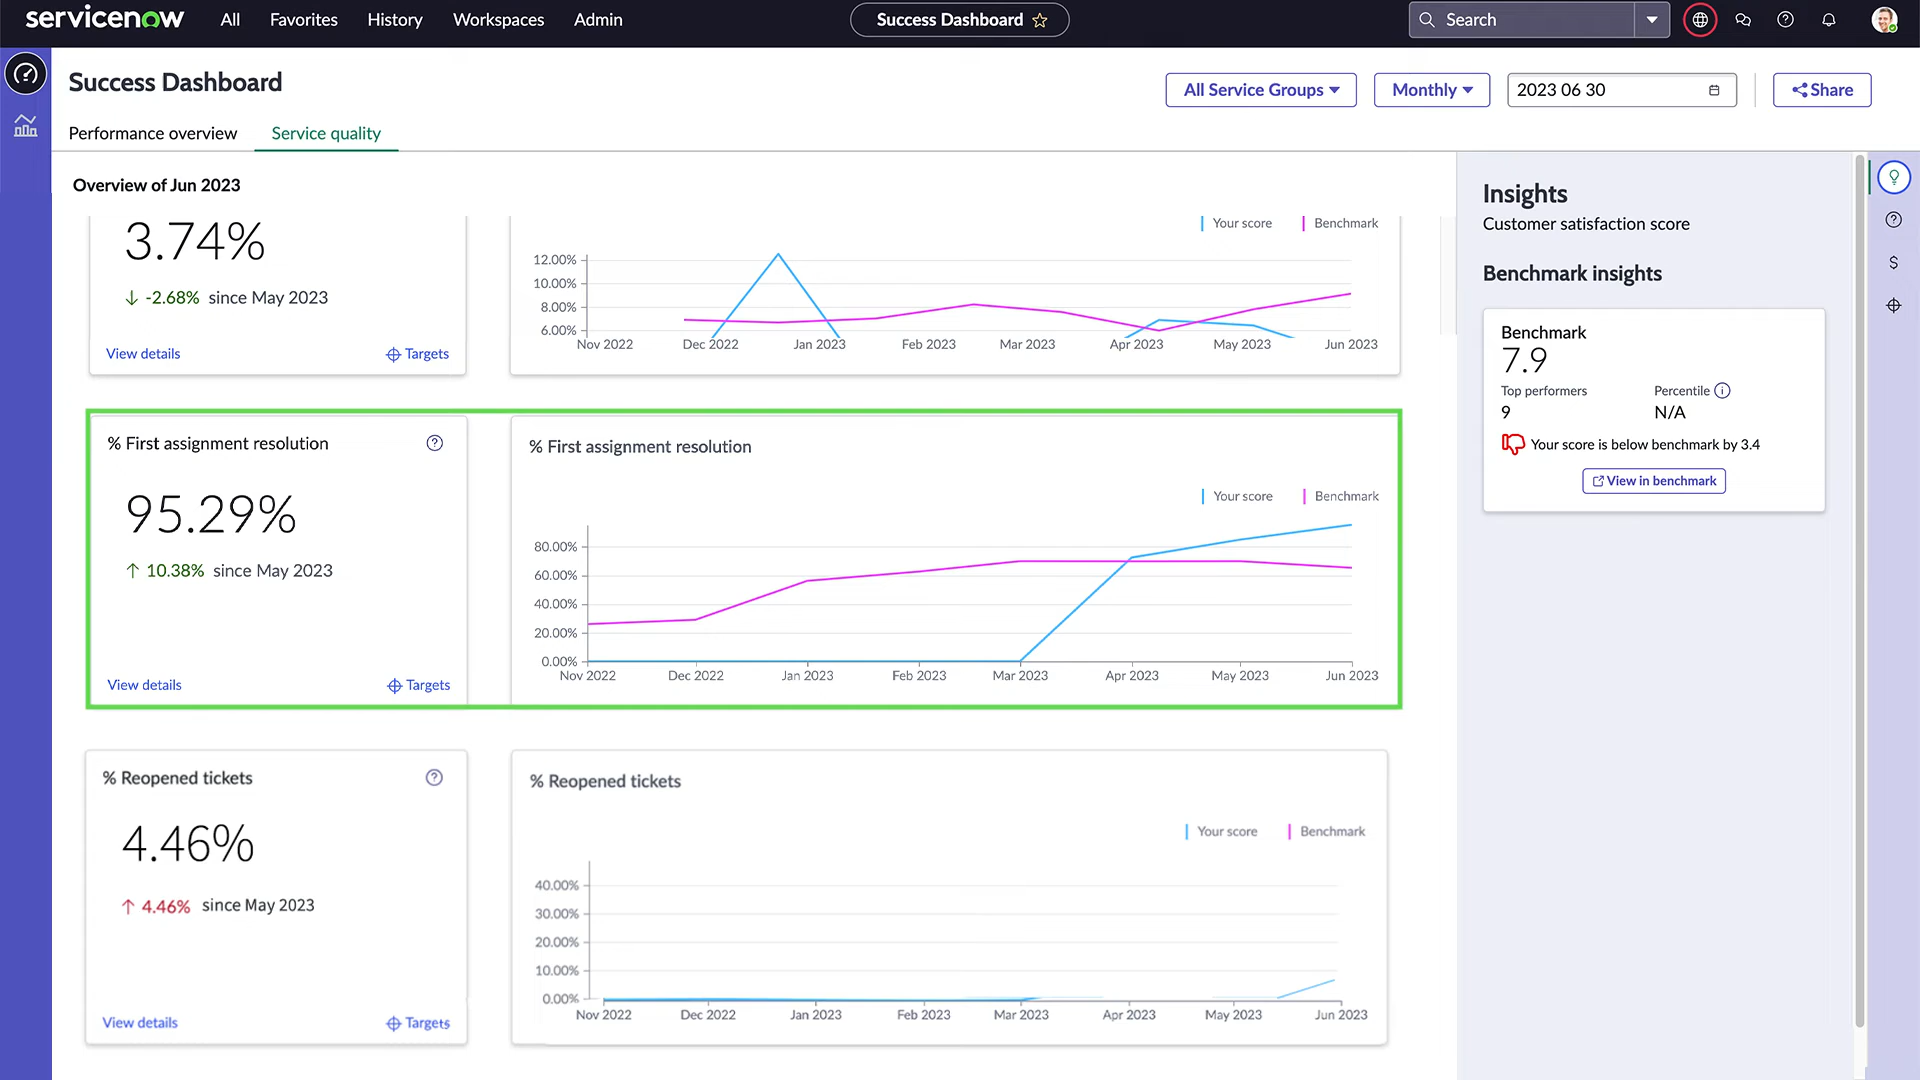 servicenow All Favorites History Workspaces Admin Success Dashboard Search
Success Dashboard
All Service Groups Monthly 2023 06 30 Share
Performance overview Service quality
Overview of Jun 2023
3.74%
-2.68% since May 2023
View details Targets
Your score Benchmark
12.00%
10.00%
8.00%
6.00%
Nov 2022 Dec 2022 Jan 2023 Feb 2023 Mar 2023 Apr 2023 May 2023 Jun 2023
% First assignment resolution
95.29%
10.38% since May 2023
View details Targets
% First assignment resolution
Your score Benchmark
80.00%
60.00%
40.00%
20.00%
0.00%
Nov 2022 Dec 2022 Jan 2023 Feb 2023 Mar 2023 Apr 2023 May 2023 Jun 2023
% Reopened tickets
4.46%
4.46% since May 2023
View details Targets
% Reopened tickets
Your score Benchmark
40.00%
30.00%
20.00%
10.00%
0.00%
Nov 2022 Dec 2022 Jan 2023 Feb 2023 Mar 2023 Apr 2023 May 2023 Jun 2023
Insights
Customer satisfaction score
Benchmark insights
Benchmark
7.9
Top performers Percentile
9 N/A
Your score is below benchmark by 3.4
View in benchmark